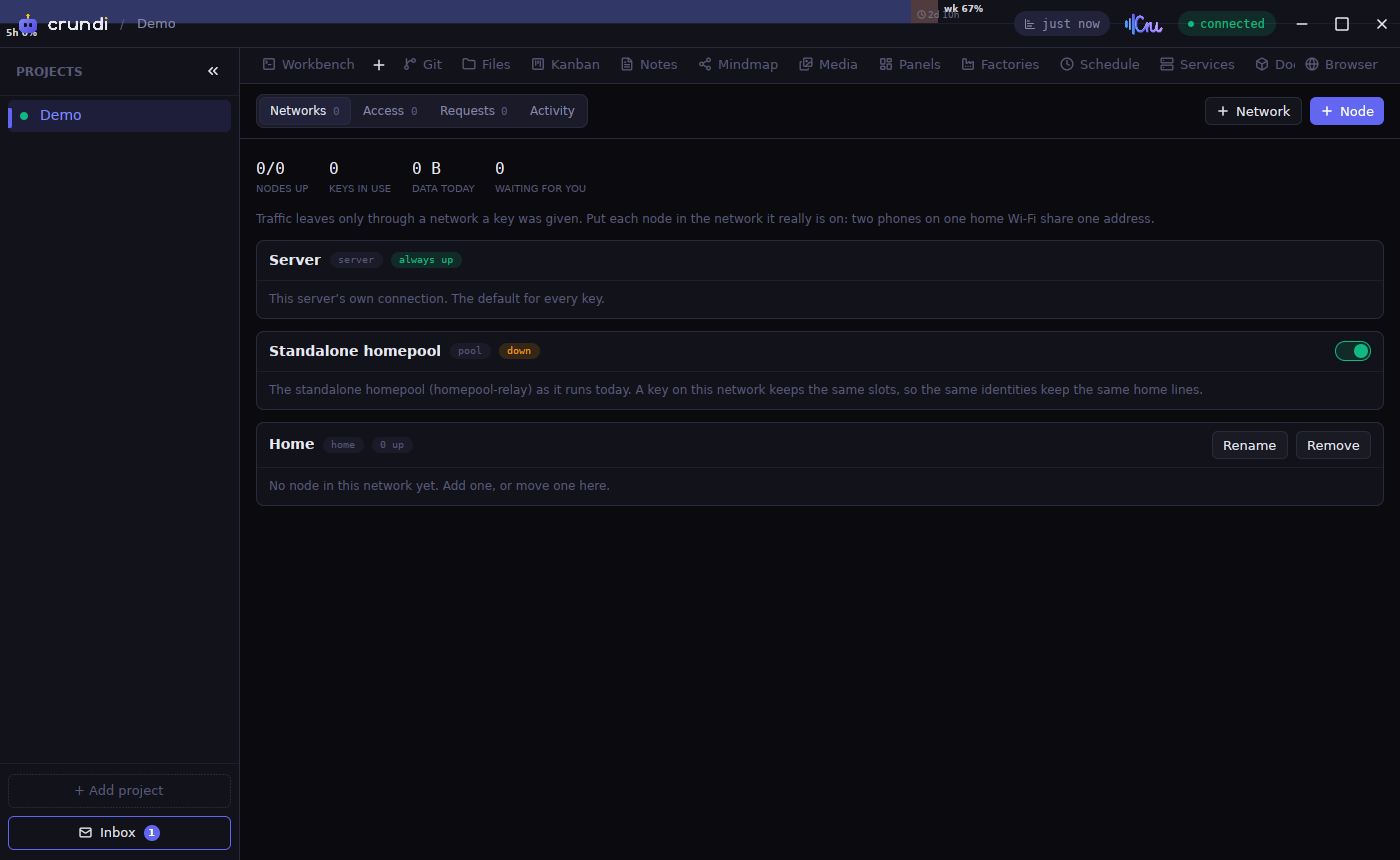 wk 67%
crundi / Demo
2d 10h
just now
Cru
connected
PROJECTS
Workbench
Git
Files
Kanban
Notes
Mindmap
Media
Panels
Factories
Schedule
Services
Browser
Demo
Networks 0
Access 0
Requests 0
Activity
+ Network
+ Node
0/0
0
0 B
0
NODES UP
KEYS IN USE
DATA TODAY
WAITING FOR YOU
Traffic leaves only through a network a key was given. Put each node in the network it really is on: two phones on one home Wi-Fi share one address.
Server server always up
This server’s own connection. The default for every key.
Standalone homepool pool down
The standalone homepool (homepool-relay) as it runs today. A key on this network keeps the same slots, so the same identities keep the same home lines.
Home home 0 up
Rename
Remove
No node in this network yet. Add one, or move one here.
+ Add project
Inbox 1